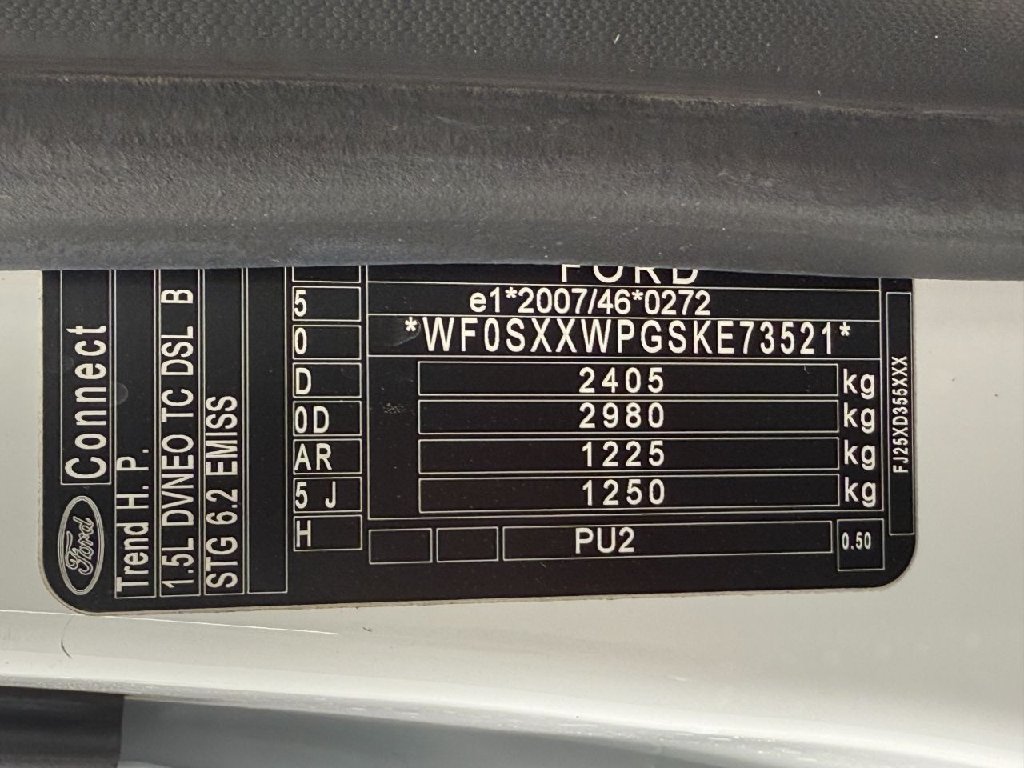 FORD
e1*2007/46*0272
*WF0SXXWPGSKE73521*
2405 kg
2980 kg
1225 kg
1250 kg
PU2
0.50
5
0
D
0D
AR
5 J
H
Ford
Connect
Trend H. P.
1.5L DVNEO TC DSL B
STG 6.2 EMISS
FJ25XD355XXX